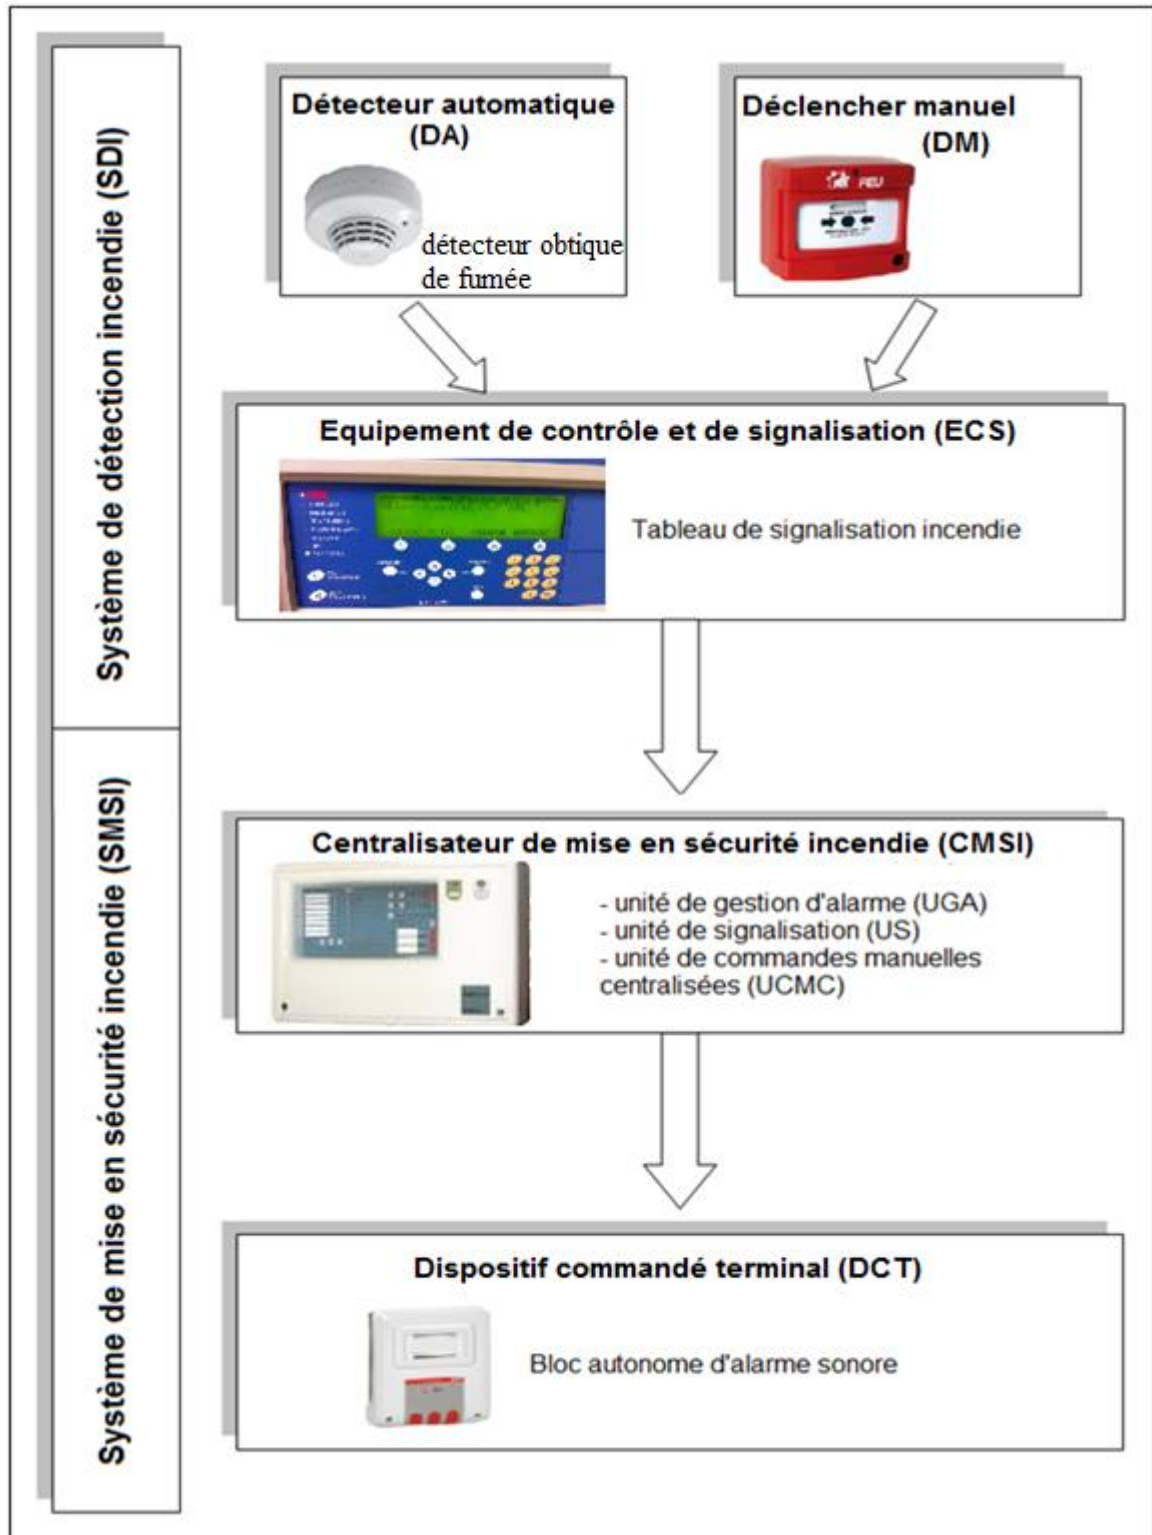 Système de détection incendie (SDI)
Détecteur automatique
(DA)
détecteur obtique
de fumée
Déclencher manuel
(DM)
FEU
Equipement de contrôle et de signalisation (ECS)
Tableau de signalisation incendie
Système de mise en sécurité incendie (SMSI)
Centralisateur de mise en sécurité incendie (CMSI)
- unité de gestion d'alarme (UGA)
- unité de signalisation (US)
- unité de commandes manuelles
centralisées (UCMC)
Dispositif commandé terminal (DCT)
Bloc autonome d'alarme sonore